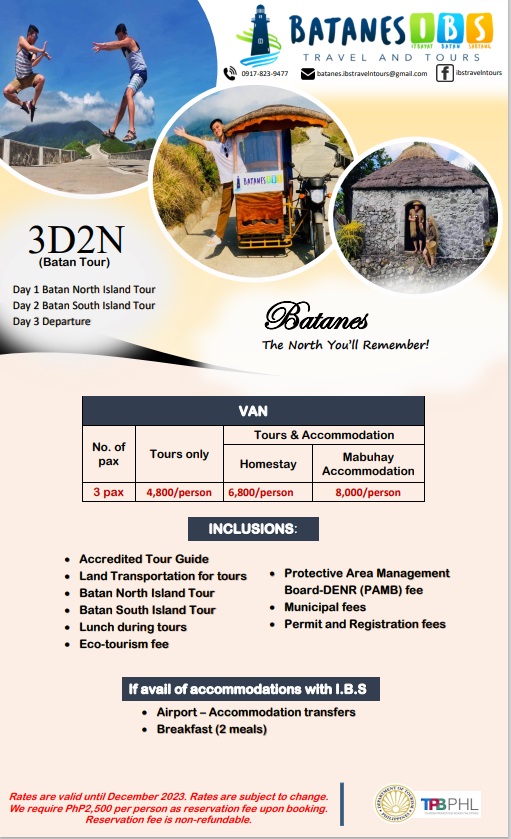 BATANES IBS
ITBAYAT BATAN SABTANG
TRAVEL AND TOURS
0917-823-9477 batanes.ibstravelntours@gmail.com ibstravelntours
BATANES IBS
3D2N
(Batan Tour)
Day 1 Batan North Island Tour
Day 2 Batan South Island Tour
Day 3 Departure
Batanes
The North You'll Remember!
VAN
No. of pax
Tours only
Tours & Accommodation
Homestay
Mabuhay Accommodation
3 pax 4,800/person 6,800/person 8,000/person
INCLUSIONS:
• Accredited Tour Guide
• Land Transportation for tours
• Batan North Island Tour
• Batan South Island Tour
• Lunch during tours
• Eco-tourism fee
• Protective Area Management
Board-DENR (PAMB) fee
• Municipal fees
• Permit and Registration fees
If avail of accommodations with I.B.S
• Airport – Accommodation transfers
• Breakfast (2 meals)
Rates are valid until December 2023. Rates are subject to change.
We require PhP2,500 per person as reservation fee upon booking.
Reservation fee is non-refundable.
DEPARTMENT OF TOURISM
PHILIPPINES
TPBPHL